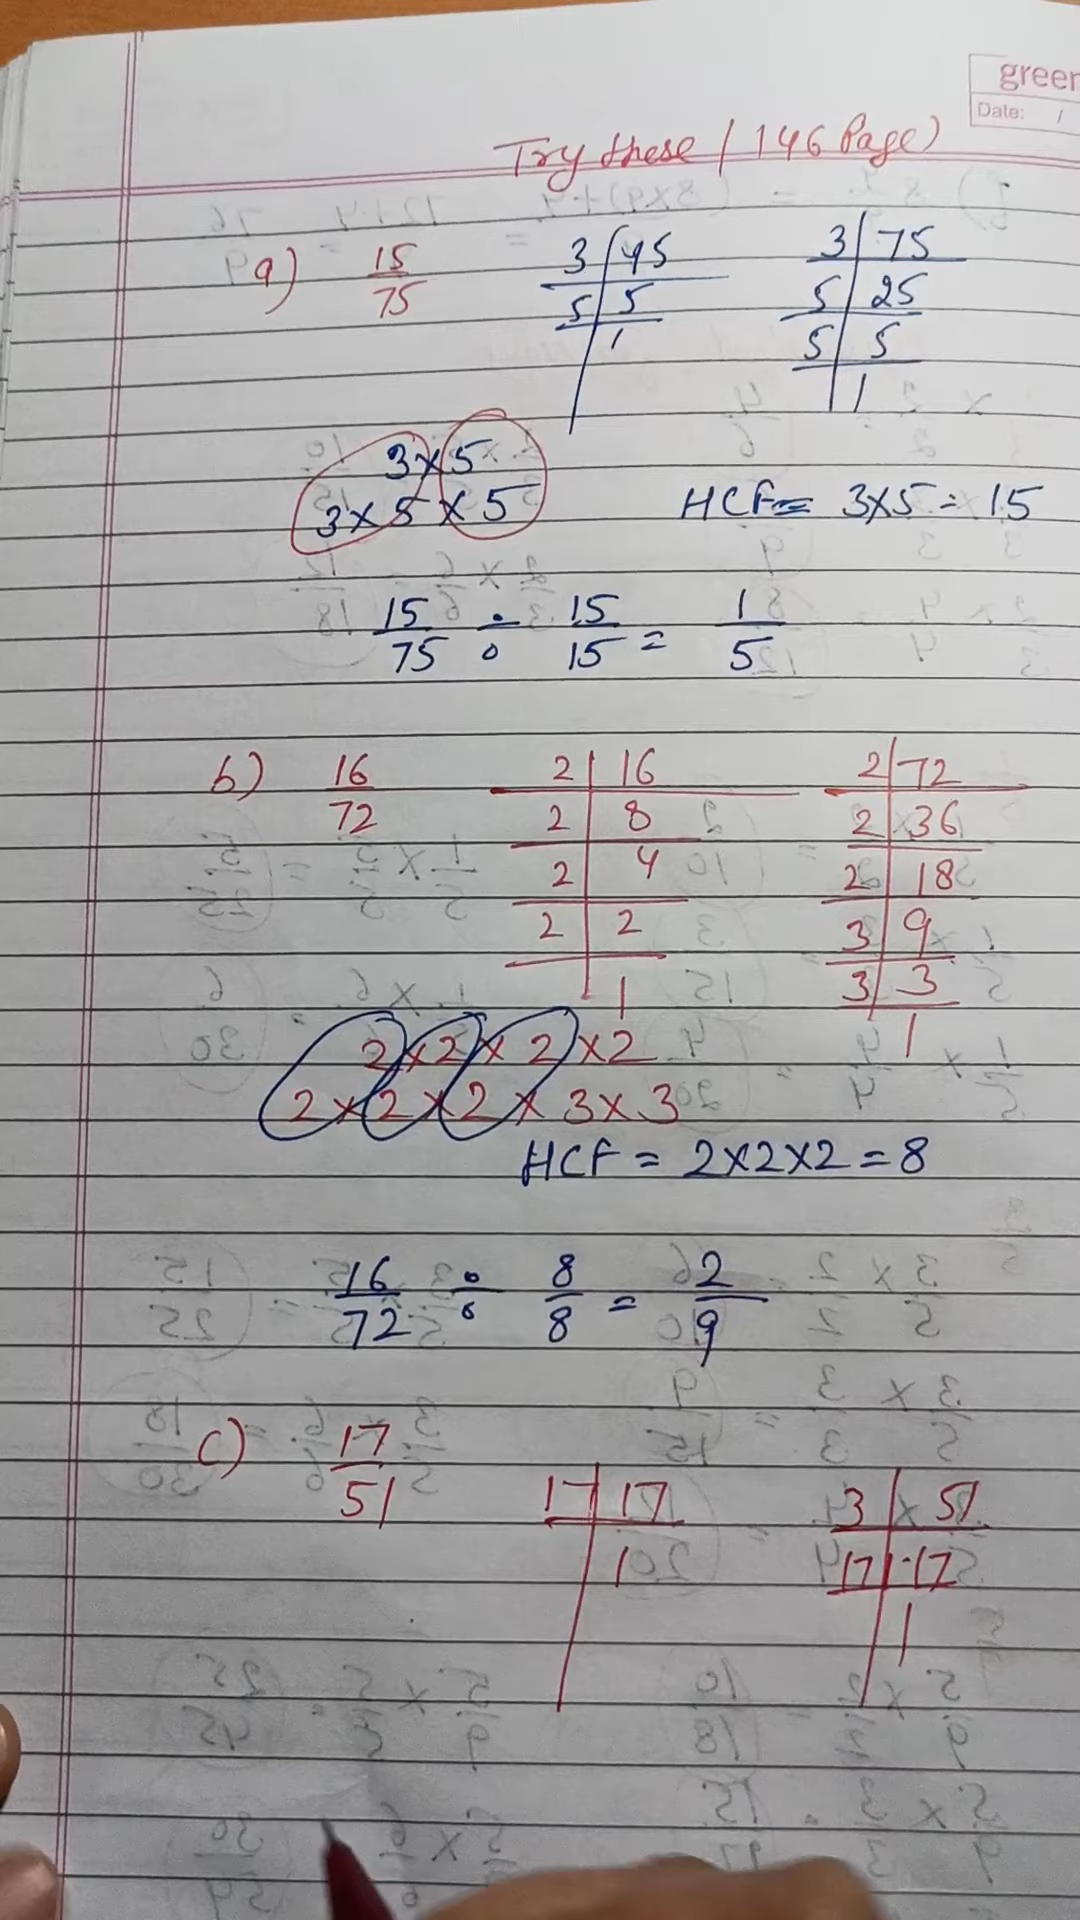 green
Date: /
Try these (146 Page)
a) 15/75
3 | 45
5 | 5
1
3 | 75
5 | 25
5 | 5
1
3×5
3×5×5
HCF = 3×5 = 15
15/75 ÷ 15/15 = 1/5
b) 16/72
2 | 16
2 | 8
2 | 4
2 | 2
1
2 | 72
2 | 36
2 | 18
3 | 9
3 | 3
1
2×2×2×2
2×2×2×3×3
HCF = 2×2×2 = 8
16/72 ÷ 8/8 = 2/9
c) 17/51
17 | 17
1
3 | 51
17 | 17
1